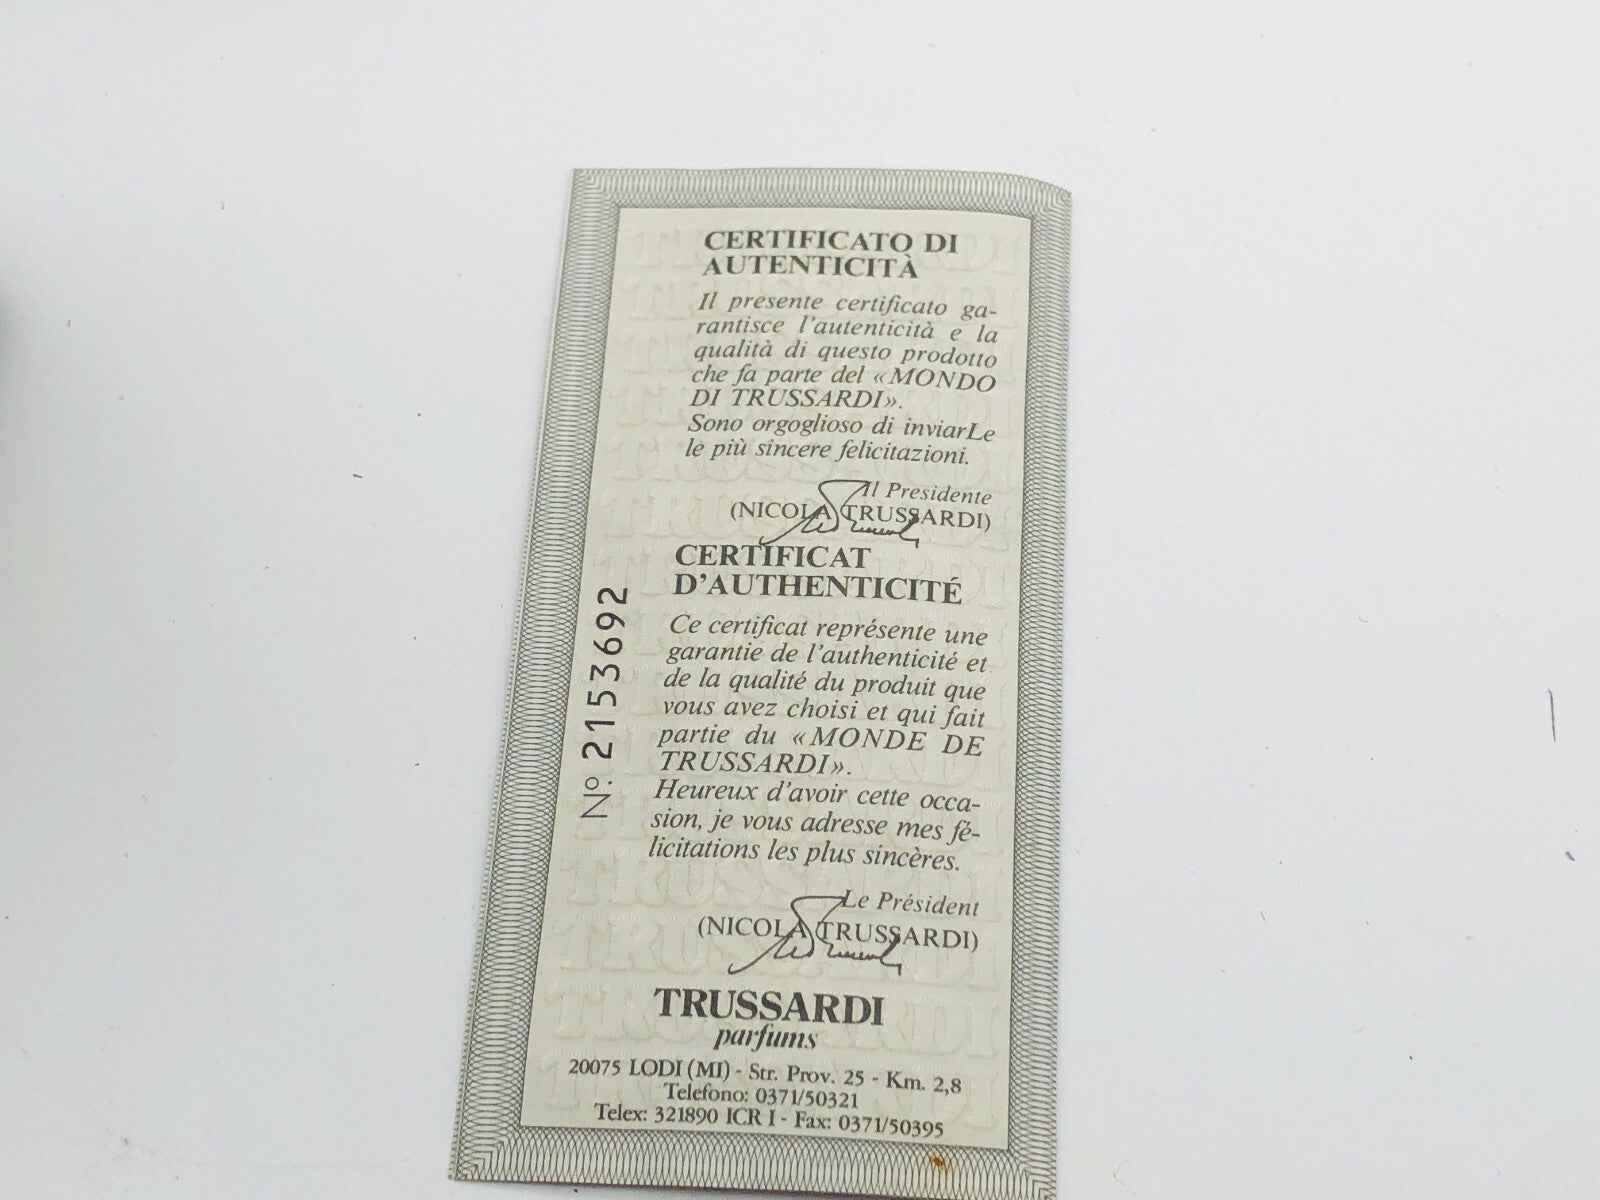 CERTIFICATO DI
AUTENTICITÀ
Il presente certificato ga-
rantisce l'autenticità e la
qualità di questo prodotto
che fa parte del «MONDO
DI TRUSSARDI».
Sono orgoglioso di inviarLe
le più sincere felicitazioni.
Il Presidente
(NICOLA TRUSSARDI)
CERTIFICAT
D'AUTHENTICITÉ
Ce certificat représente une
garantie de l'authenticité et
de la qualité du produit que
vous avez choisi et qui fait
partie du «MONDE DE
TRUSSARDI».
Heureux d'avoir cette occa-
sion, je vous adresse mes fé-
licitations les plus sincères.
Le Président
(NICOLA TRUSSARDI)
Nº. 2153692
TRUSSARDI
parfums
20075 LODI (MI) - Str. Prov. 25 - Km. 2,8
Telefono: 0371/50321
Telex: 321890 ICR I - Fax: 0371/50395